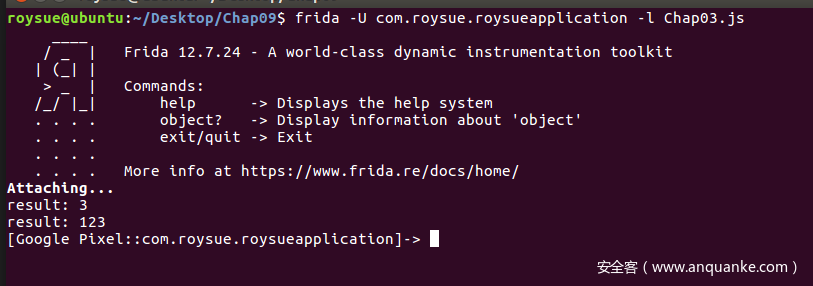 roysue@ubuntu:~/Desktop/Chap09$ frida -U com.roysue.roysueapplication -l Chap03.js
     ____
    / _  |   Frida 12.7.24 - A world-class dynamic instrumentation toolkit
   | (_| |
    > _  |   Commands:
   /_/ |_|       help      -> Displays the help system
   . . . .       object?   -> Display information about 'object'
   . . . .       exit/quit -> Exit
   . . . .
   . . . .   More info at https://www.frida.re/docs/home/
Attaching...
result: 3
result: 123
[Google Pixel::com.roysue.roysueapplication]->
安全客（www.anquanke.com）